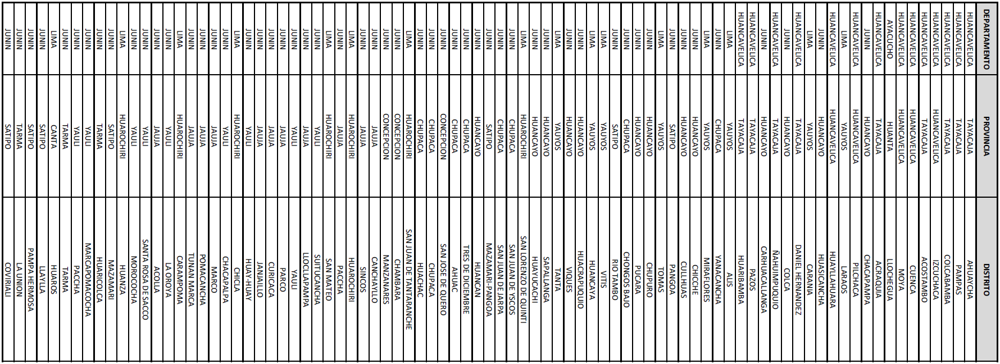 DEPARTAMENTO PROVINCIA DISTRITO
HUANCAVELICA TAYACAJA AHUAYCHA
HUANCAVELICA TAYACAJA PAMPAS
HUANCAVELICA TAYACAJA COLCABAMBA
HUANCAVELICA HUANCAVELICA IZCUCHACA
HUANCAVELICA TAYACAJA ACOSTAMBO
HUANCAVELICA HUANCAVELICA CUENCA
HUANCAVELICA HUANCAVELICA MOYA
AYACUCHO HUANTA LLOCHEGUA
HUANCAVELICA TAYACAJA ACRAQUIA
JUNIN HUANCAYO CHACAPAMPA
HUANCAVELICA HUANCAVELICA PILCHACA
LIMA YAUYOS LARAOS
HUANCAVELICA HUANCAVELICA HUAYLLAHUARA
JUNIN HUANCAYO HUASICANCHA
LIMA YAUYOS CARANIA
HUANCAVELICA TAYACAJA DANIEL HERNANDEZ
JUNIN HUANCAYO COLCA
HUANCAVELICA TAYACAJA ÑAHUIMPUQUIO
JUNIN HUANCAYO CARHUACALLANGA
HUANCAVELICA TAYACAJA PAZOS
HUANCAVELICA TAYACAJA HUARIBAMBA
LIMA YAUYOS ALIS
JUNIN CHUPACA YANACANCHA
LIMA YAUYOS MIRAFLORES
JUNIN HUANCAYO CHICCHE
JUNIN HUANCAYO CULLHUAS
JUNIN SATIPO PANGOA
LIMA YAUYOS TOMAS
JUNIN HUANCAYO CHUPURO
JUNIN HUANCAYO PUCARA
JUNIN CHUPACA CHONGOS BAJO
JUNIN SATIPO RIO TAMBO
LIMA YAUYOS VITIS
LIMA YAUYOS HUANCAYA
JUNIN HUANCAYO HUACRAPUQUIO
JUNIN HUANCAYO VIQUES
LIMA YAUYOS TANTA
JUNIN HUANCAYO SAPALLANGA
JUNIN HUANCAYO HUAYUCACHI
LIMA HUAROCHIRI SAN LORENZO DE QUINTI
JUNIN CHUPACA SAN JUAN DE YSCOS
JUNIN CHUPACA SAN JUAN DE JARPA
JUNIN SATIPO MAZAMARI-PANGOA
JUNIN HUANCAYO HUANCAN
JUNIN CHUPACA TRES DE DICIEMBRE
JUNIN CHUPACA AHUAC
JUNIN CONCEPCION SAN JOSE DE QUERO
JUNIN CHUPACA CHUPACA
JUNIN CHUPACA HUACHAC
LIMA HUAROCHIRI SAN JUAN DE TANTARANCHE
JUNIN CONCEPCION CHAMBARA
JUNIN CONCEPCION MANZANARES
JUNIN JAUJA CANCHAYLLO
JUNIN JAUJA SINCOS
LIMA HUAROCHIRI HUAROCHIRI
JUNIN JAUJA PACCHA
LIMA HUAROCHIRI SAN MATEO
JUNIN YAULI SUITUCANCHA
JUNIN JAUJA LLOCLLAPAMPA
JUNIN YAULI YAULI
JUNIN JAUJA PARCO
JUNIN JAUJA CURICACA
JUNIN JAUJA JANJAILLO
JUNIN YAULI HUAY-HUAY
LIMA HUAROCHIRI CHICLA
JUNIN YAULI CHACAPALPA
JUNIN JAUJA MARCO
JUNIN JAUJA POMACANCHA
JUNIN JAUJA TUNAN MARCA
LIMA HUAROCHIRI CARAMPOMA
JUNIN YAULI LA OROYA
JUNIN JAUJA ACOLLA
JUNIN YAULI SANTA ROSA DE SACCO
JUNIN YAULI MOROCOCHA
LIMA HUAROCHIRI HUANZA
JUNIN SATIPO MAZAMARI
JUNIN TARMA HUARICOLCA
JUNIN YAULI MARCAPOMACOCHA
JUNIN YAULI PACCHA
JUNIN TARMA TARMA
LIMA CANTA HUAROS
JUNIN SATIPO LLAYLLA
JUNIN SATIPO PAMPA HERMOSA
JUNIN TARMA LA UNION
JUNIN SATIPO COVIRIALI